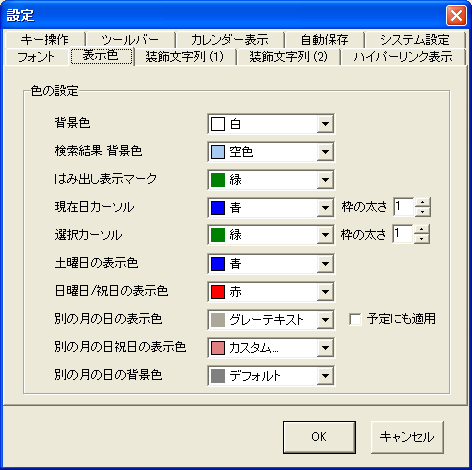 設定
キー操作 ツールバー カレンダー表示 自動保存 システム設定
フォント 表示色 装飾文字列(1) 装飾文字列(2) ハイパーリンク表示
色の設定
背景色 白
検索結果 背景色 空色
はみ出し表示マーク 緑
現在日カーソル 青 枠の太さ 1
選択カーソル 緑 枠の太さ 1
土曜日の表示色 青
日曜日/祝日の表示色 赤
別の月の日の表示色 グレーテキスト 予定にも適用
別の月の日祝日の表示色 カスタム...
別の月の日の背景色 デフォルト
OK キャンセル